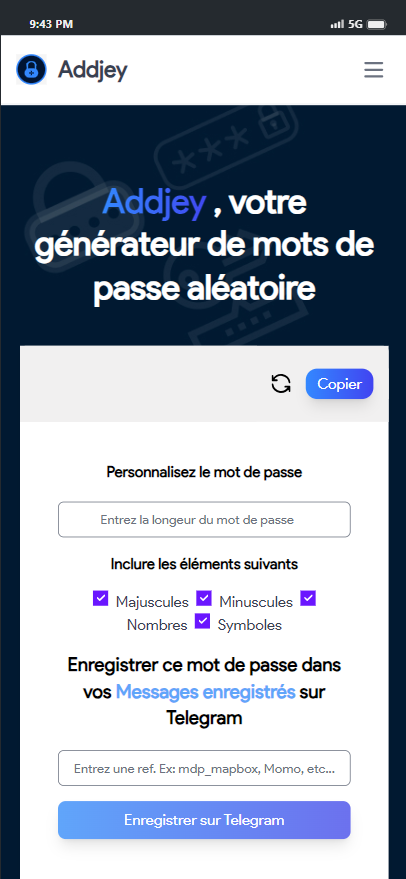 9:43 PM
5G
Addjey
Addjey , votre
générateur de mots de
passe aléatoire
Copier
Personnalisez le mot de passe
Entrez la longeur du mot de passe
Inclure les éléments suivants
Majuscules Minuscules
Nombres Symboles
Enregistrer ce mot de passe dans
vos Messages enregistrés sur
Telegram
Entrez une ref. Ex: mdp_mapbox, Momo, etc...
Enregistrer sur Telegram